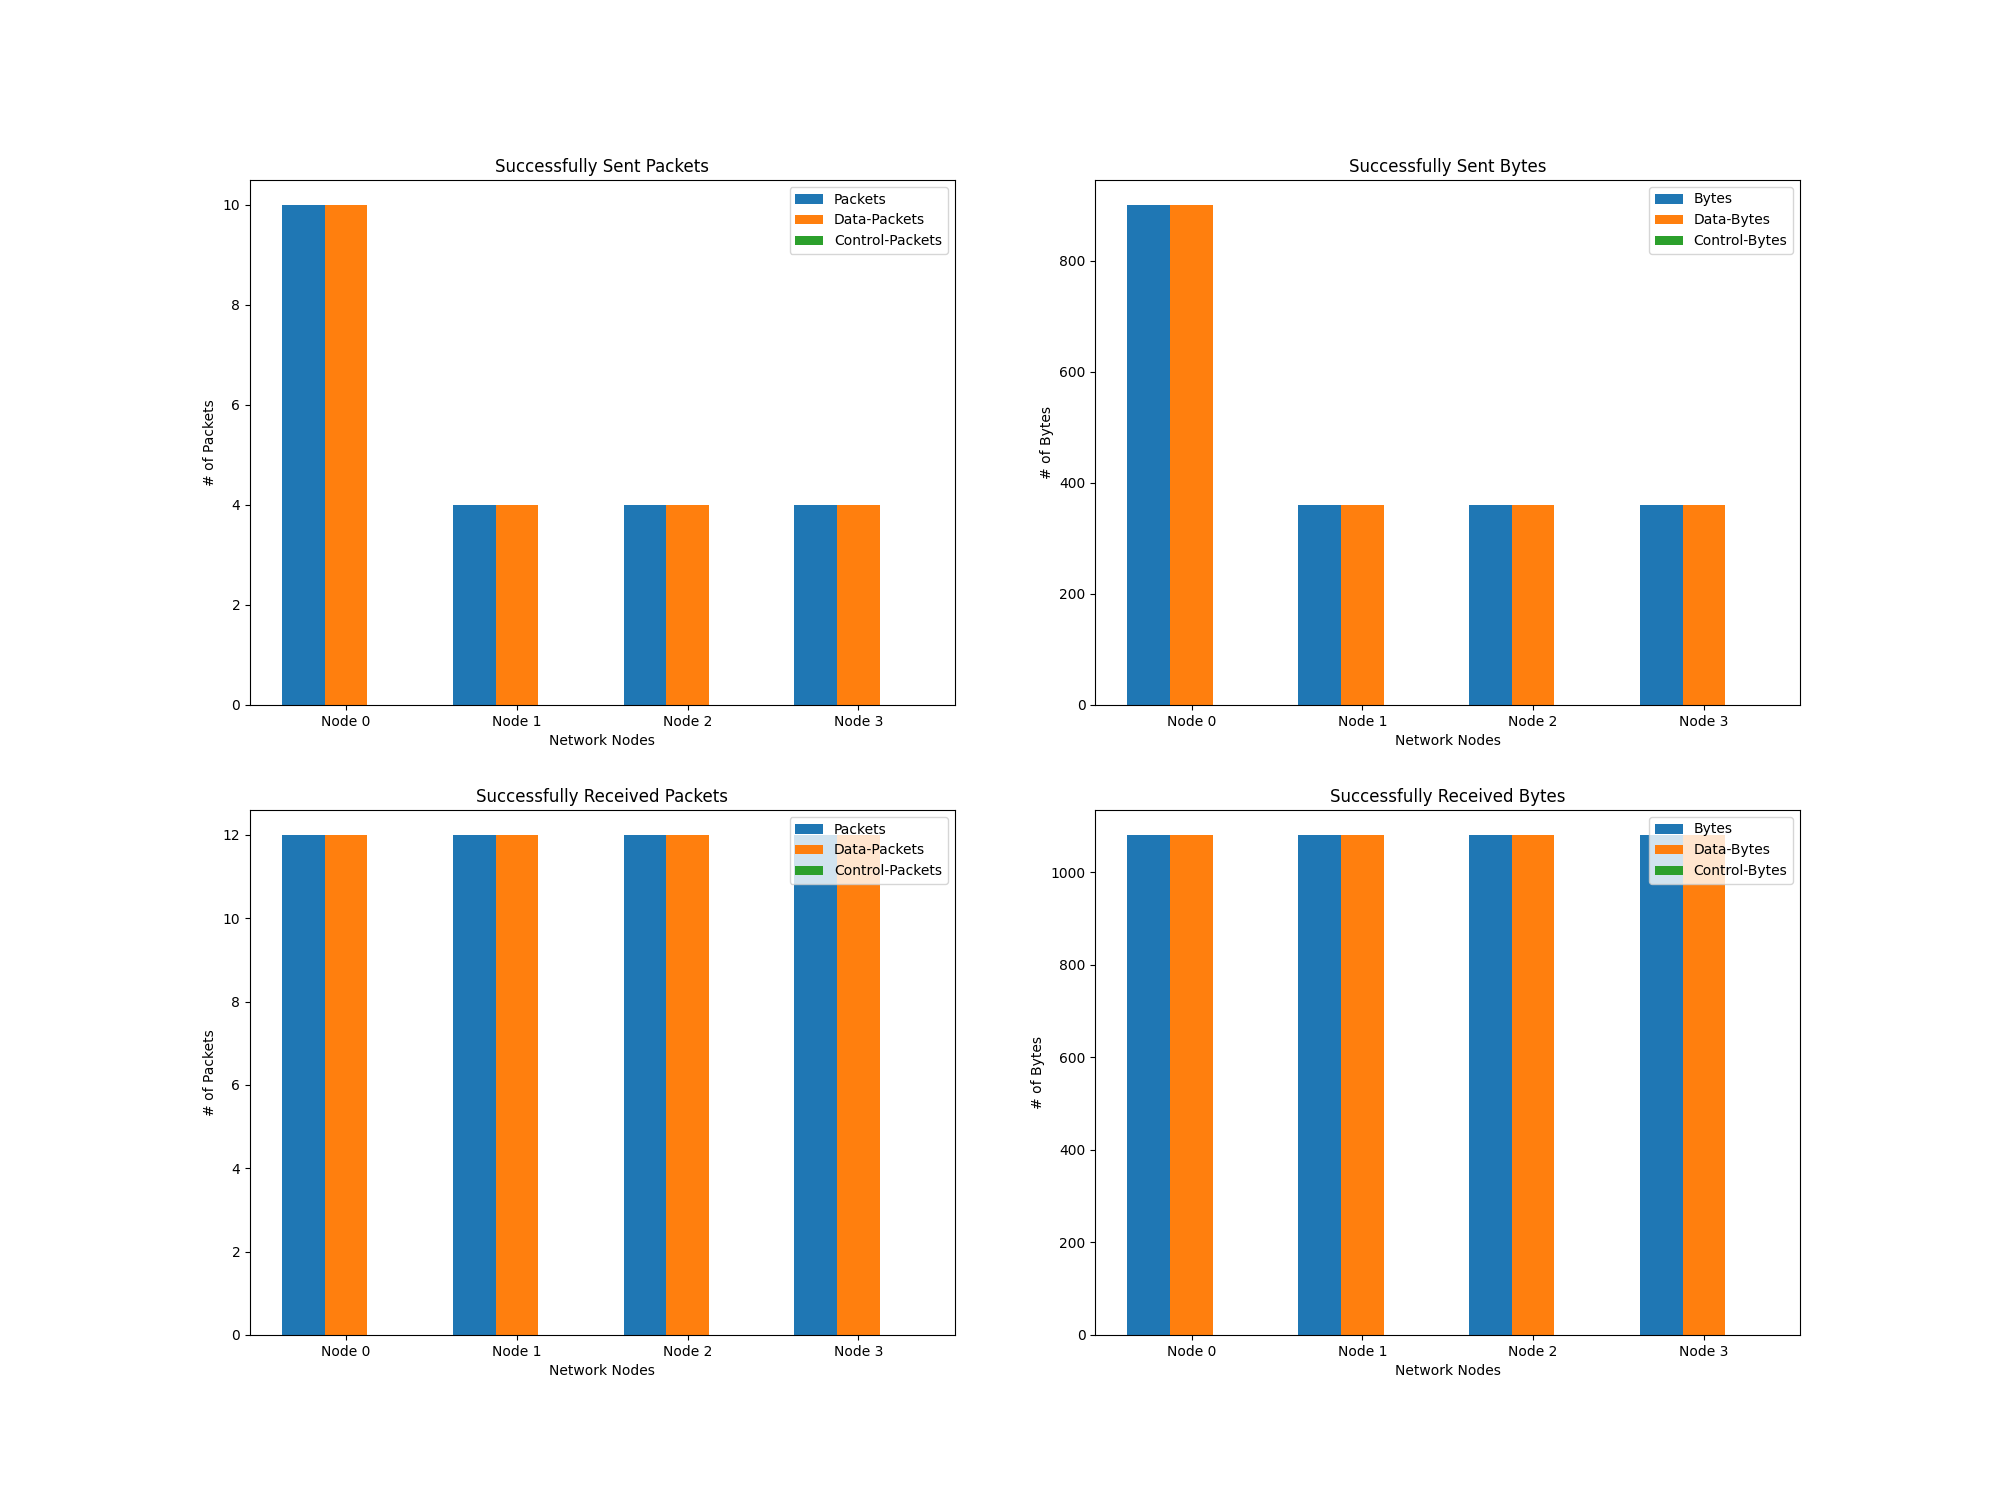 Successfully Sent Packets
10
8
6
4
2
0
# of Packets
Packets
Data-Packets
Control-Packets
Node 0 Node 1 Node 2 Node 3
Network Nodes
Successfully Sent Bytes
800
600
400
200
0
# of Bytes
Bytes
Data-Bytes
Control-Bytes
Node 0 Node 1 Node 2 Node 3
Network Nodes
Successfully Received Packets
12
10
8
6
4
2
0
# of Packets
Packets
Data-Packets
Control-Packets
Node 0 Node 1 Node 2 Node 3
Network Nodes
Successfully Received Bytes
1000
800
600
400
200
0
# of Bytes
Bytes
Data-Bytes
Control-Bytes
Node 0 Node 1 Node 2 Node 3
Network Nodes